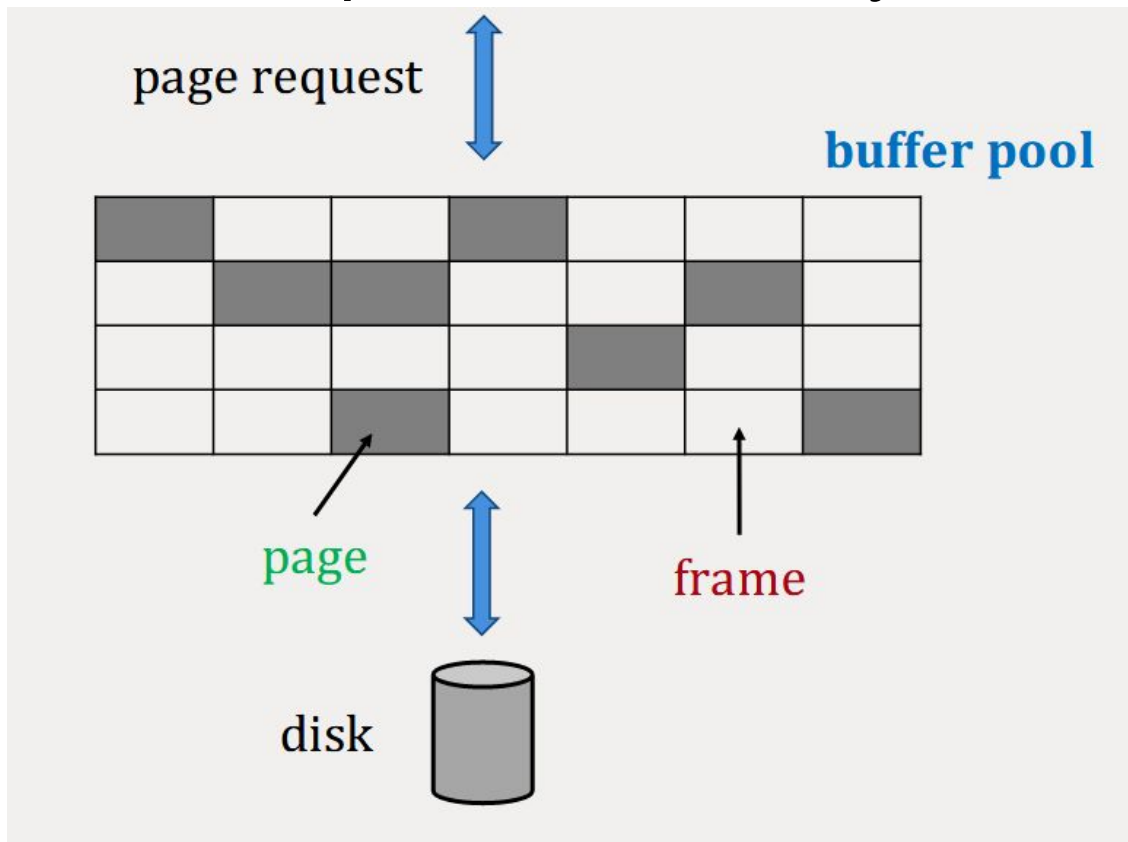 page request
buffer pool
page
frame
disk